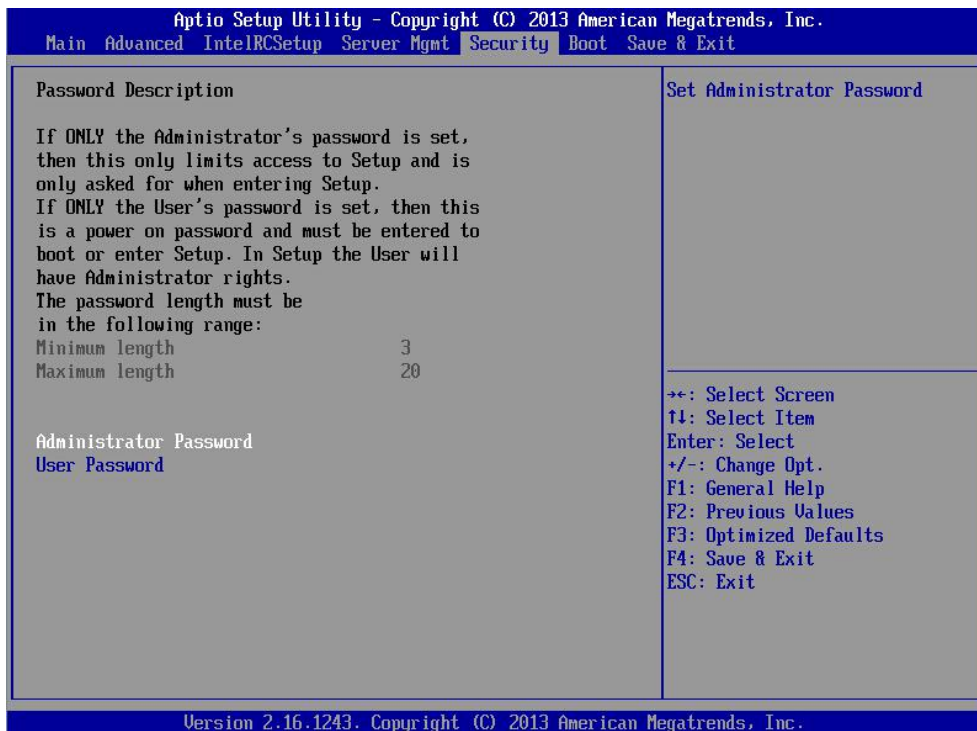 Aptio Setup Utility - Copyright (C) 2013 American Megatrends, Inc.
Main Advanced IntelRCSetup Server Mgmt Security Boot Save & Exit
Password Description
If ONLY the Administrator's password is set,
then this only limits access to Setup and is
only asked for when entering Setup.
If ONLY the User's password is set, then this
is a power on password and must be entered to
boot or enter Setup. In Setup the User will
have Administrator rights.
The password length must be
in the following range:
Minimum length 3
Maximum length 20
Administrator Password
User Password
Set Administrator Password
→←: Select Screen
↑↓: Select Item
Enter: Select
+/-: Change Opt.
F1: General Help
F2: Previous Values
F3: Optimized Defaults
F4: Save & Exit
ESC: Exit
Version 2.16.1243. Copyright (C) 2013 American Megatrends, Inc.